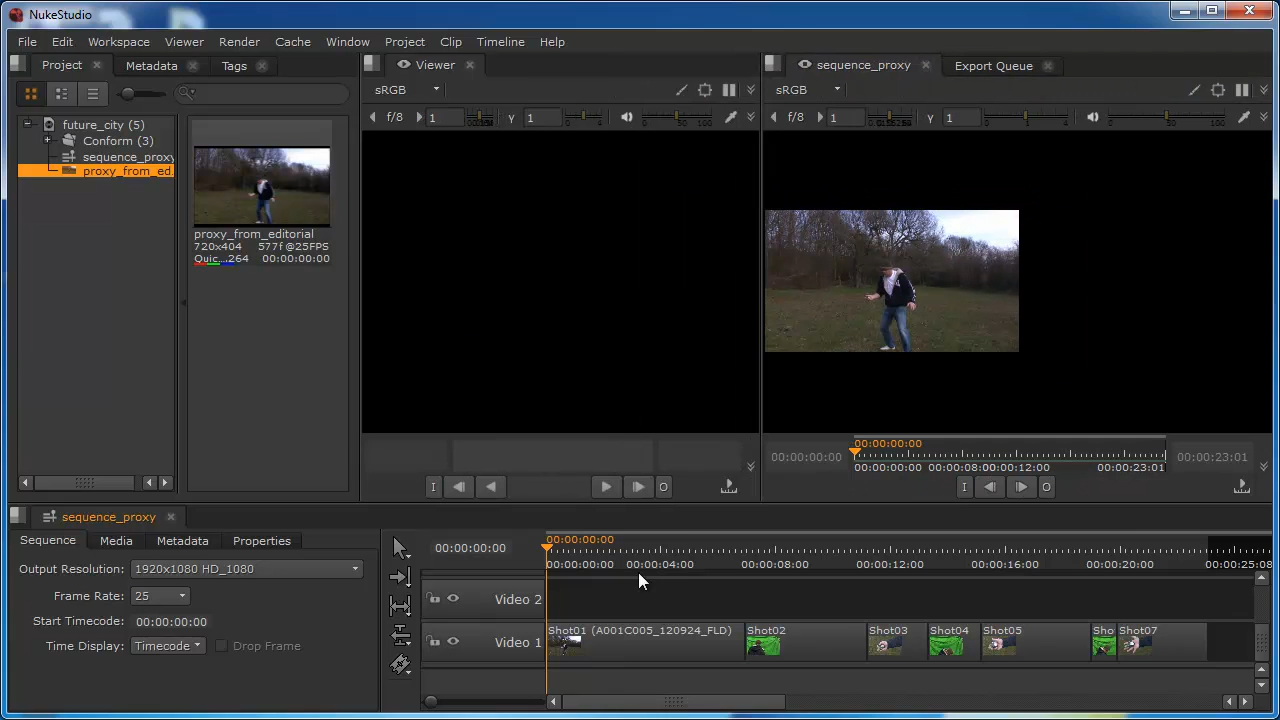 NukeStudio
File Edit Workspace Viewer Render Cache Window Project Clip Timeline Help
Project Metadata Tags
Viewer
sequence_proxy Export Queue
sRGB
sRGB
f/8 1 γ 1
f/8 1 γ 1
future_city (5)
Conform (3)
sequence_proxy
proxy_from_ed.
proxy_from_editorial
720x404 577f @25FPS
Quic...264 00:00:00:00
00:00:00:00
00:00:00:00 00:00:23:01
00:00:00:00 00:00:08:00 00:00:12:00 00:00:23:01
I O
I O
sequence_proxy
Sequence Media Metadata Properties
Output Resolution: 1920x1080 HD_1080
Frame Rate: 25
Start Timecode: 00:00:00:00
Time Display: Timecode Drop Frame
00:00:00:00
00:00:00:00
00:00:00:00 00:00:04:00 00:00:08:00 00:00:12:00 00:00:16:00 00:00:20:00 00:00:25:08
Video 2
Video 1
Shot01 (A001C005_120924_FLD) Shot02 Shot03 Shot04 Shot05 Sho Shot07